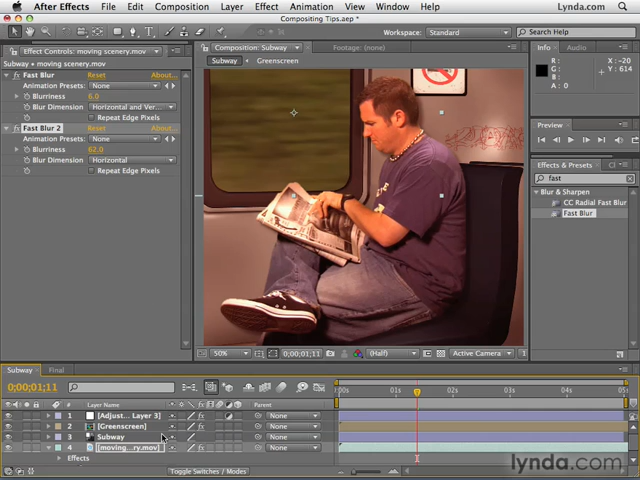 After Effects File Edit Composition Layer Effect Animation View Window Help Lynda.com
Compositing Tips.aep *
Workspace: Standard Search Help
Effect Controls: moving scenery.mov
Composition: Subway
Footage: (none)
Info
Audio
Subway • moving scenery.mov
Subway
Greenscreen
Fast Blur Reset About...
Animation Presets: None
Blurriness 6.0
Blur Dimension Horizontal and Ver...
Repeat Edge Pixels
Fast Blur 2 Reset About...
Animation Presets: None
Blurriness 62.0
Blur Dimension Horizontal
Repeat Edge Pixels
R:
G:
B:
A: 0
X: -20
Y: 614
Preview
Effects & Presets
fast
Blur & Sharpen
CC Radial Fast Blur
Fast Blur
50%
0;00;01;11
(Half)
Active Camera
Subway
Final
0;00;01;11
:00s 01s 02s 03s 04s 05s
# Layer Name Parent
1 [Adjust... Layer 3] None
2 [Greenscreen] None
3 Subway None
4 [moving...ry.mov] None
Effects
Toggle Switches / Modes
lynda.com